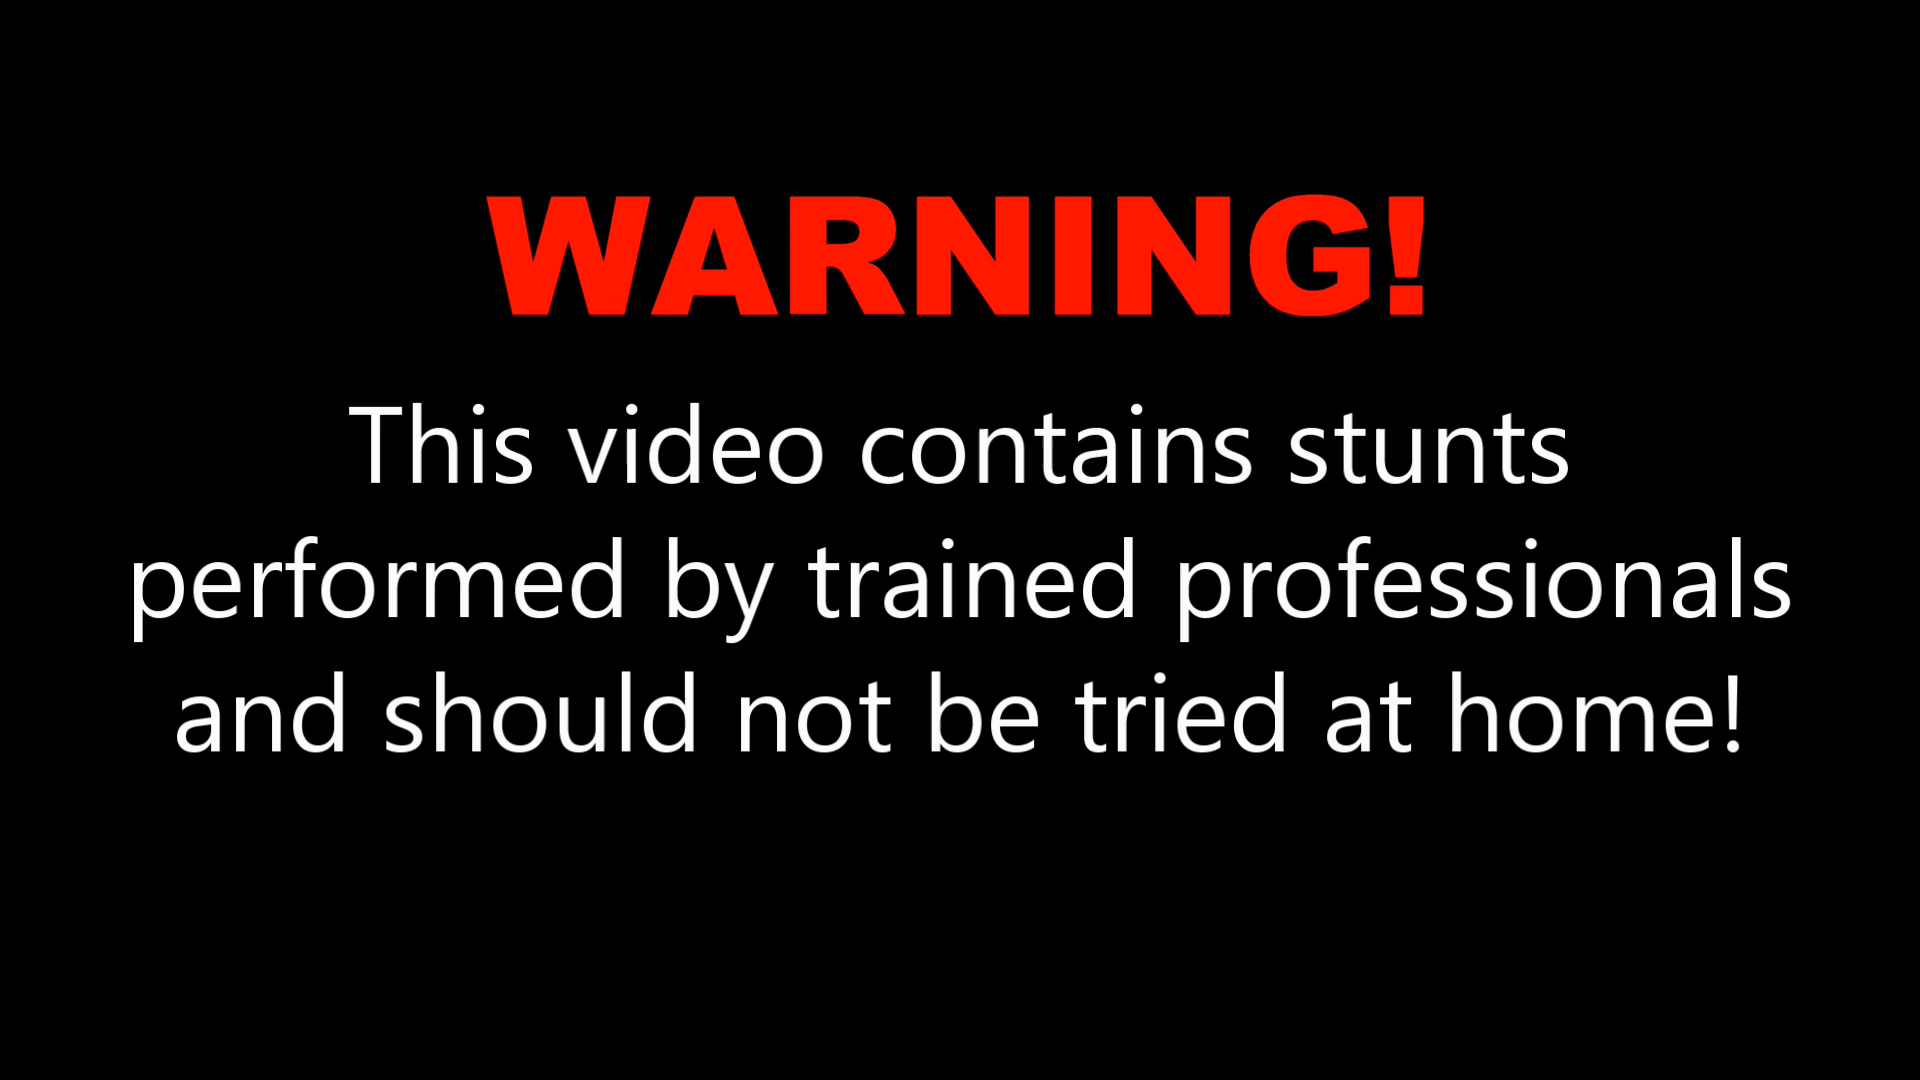 WARNING!
This video contains stunts
performed by trained professionals
and should not be tried at home!